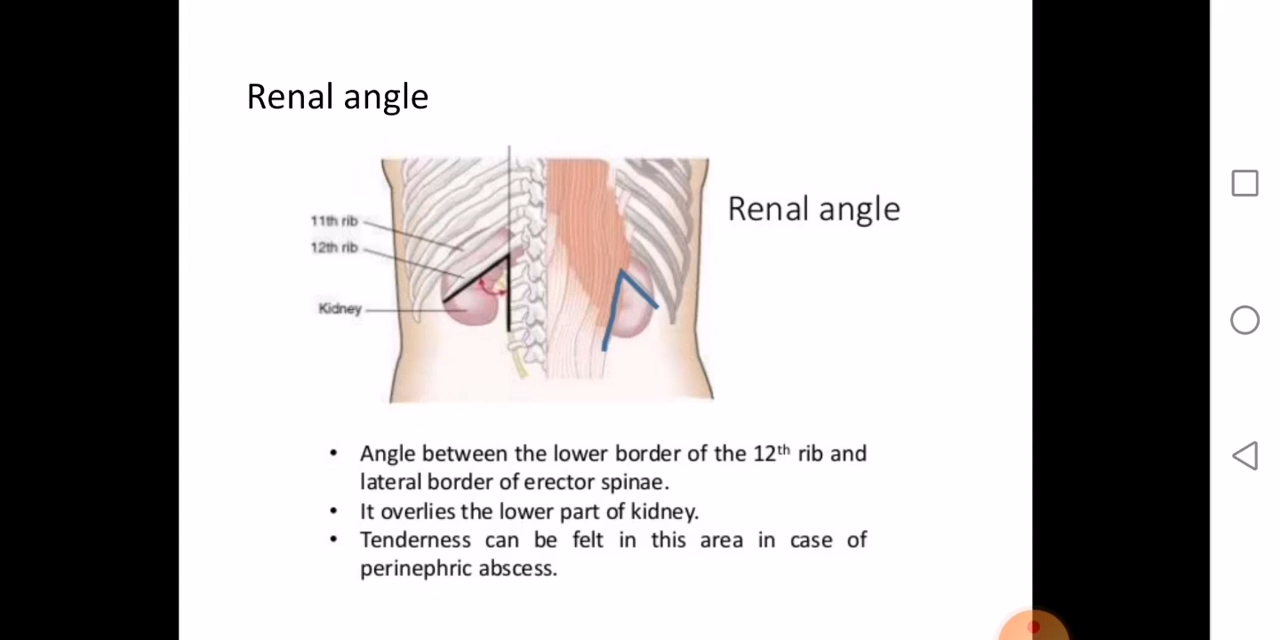 Renal angle
Renal angle
11th rib
12th rib
Kidney
• Angle between the lower border of the 12th rib and
lateral border of erector spinae.
• It overlies the lower part of kidney.
• Tenderness can be felt in this area in case of
perinephric abscess.